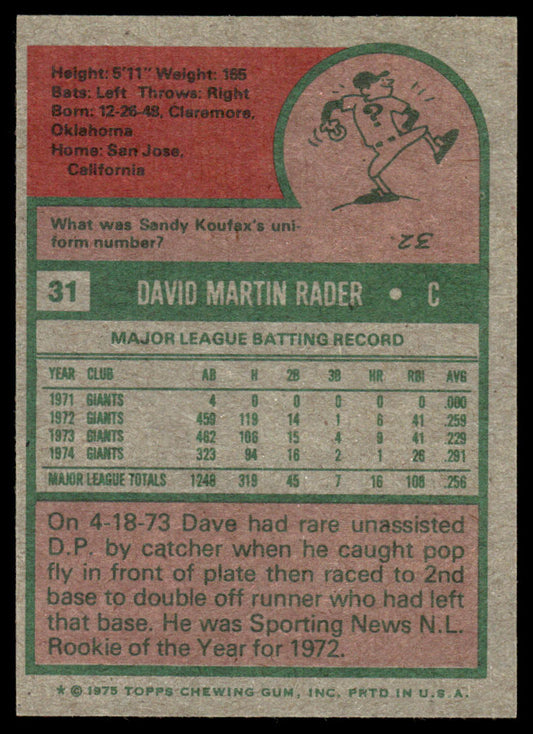 Height: 5'11" Weight: 165
Bats: Left Throws: Right
Born: 12-26-48, Claremore,
Oklahoma
Home: San Jose,
California
What was Sandy Koufax's uni-
form number?
32.
31 DAVID MARTIN RADER • C
MAJOR LEAGUE BATTING RECORD
YEAR CLUB AB H 2B 3B HR RBI AVG
1971 GIANTS 4 0 0 0 0 0 .000
1972 GIANTS 459 119 14 1 6 41 .259
1973 GIANTS 462 106 15 4 9 41 .229
1974 GIANTS 323 94 16 2 1 26 .291
MAJOR LEAGUE TOTALS 1248 319 45 7 16 108 .256
On 4-18-73 Dave had rare unassisted
D.P. by catcher when he caught pop
fly in front of plate then raced to 2nd
base to double off runner who had left
that base. He was Sporting News N.L.
Rookie of the Year for 1972.
* © 1975 TOPPS CHEWING GUM, INC. PRTD IN U.S.A.